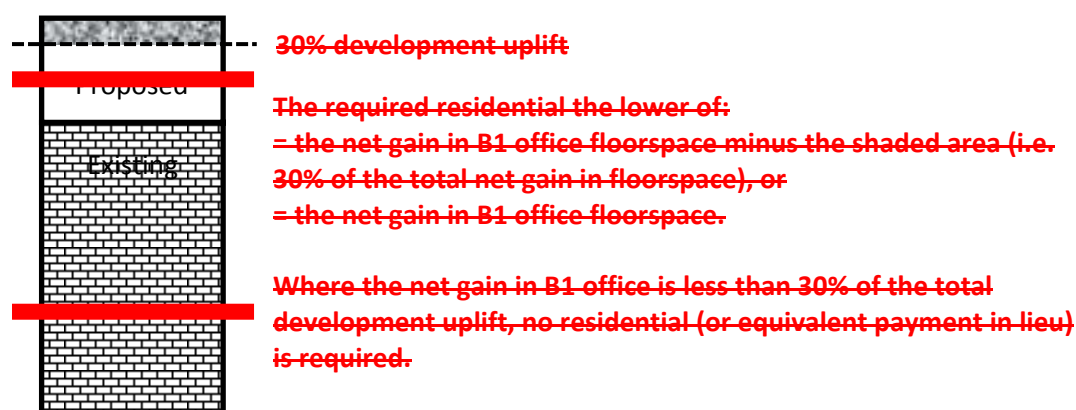 30% development uplift
Proposed
The required residential the lower of:
= the net gain in B1 office floorspace minus the shaded area (i.e.
30% of the total net gain in floorspace), or
= the net gain in B1 office floorspace.
Existing
Where the net gain in B1 office is less than 30% of the total
development uplift, no residential (or equivalent payment in lieu)
is required.